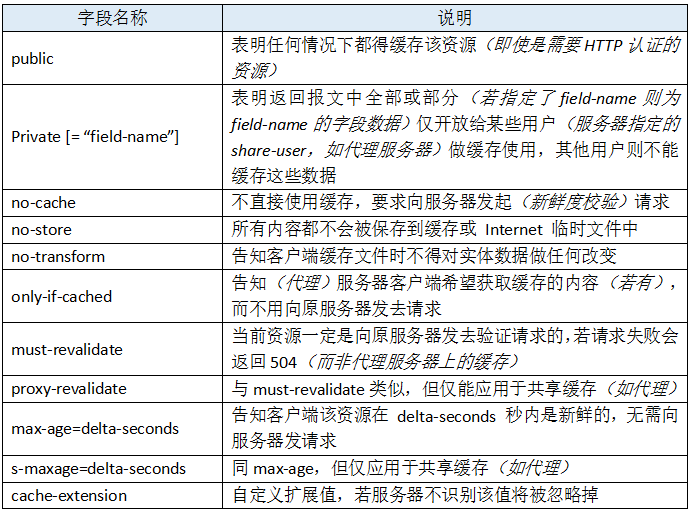 字段名称 说明
public
表明任何情况下都得缓存该资源（即使是需要 HTTP 认证的
资源）
Private [= “field-name”]
表明返回报文中全部或部分（若指定了 field-name 则为
field-name 的字段数据）仅开放给某些用户（服务器指定的
share-user，如代理服务器）做缓存使用，其他用户则不能
缓存这些数据
no-cache
不直接使用缓存，要求向服务器发起（新鲜度校验）请求
no-store
所有内容都不会被保存到缓存或 Internet 临时文件中
no-transform
告知客户端缓存文件时不得对实体数据做任何改变
only-if-cached
告知（代理）服务器客户端希望获取缓存的内容（若有），
而不用向原服务器发去请求
must-revalidate
当前资源一定是向原服务器发去验证请求的，若请求失败会
返回 504（而非代理服务器上的缓存）
proxy-revalidate
与 must-revalidate 类似，但仅能应用于共享缓存（如代理）
max-age=delta-seconds
告知客户端该资源在 delta-seconds 秒内是新鲜的，无需向
服务器发请求
s-maxage=delta-seconds
同 max-age，但仅应用于共享缓存（如代理）
cache-extension
自定义扩展值，若服务器不识别该值将被忽略掉